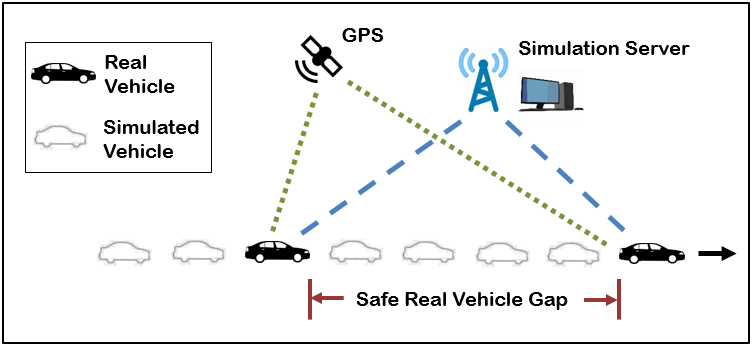 GPS
Simulation Server
Real
Vehicle
Simulated
Vehicle
Safe Real Vehicle Gap